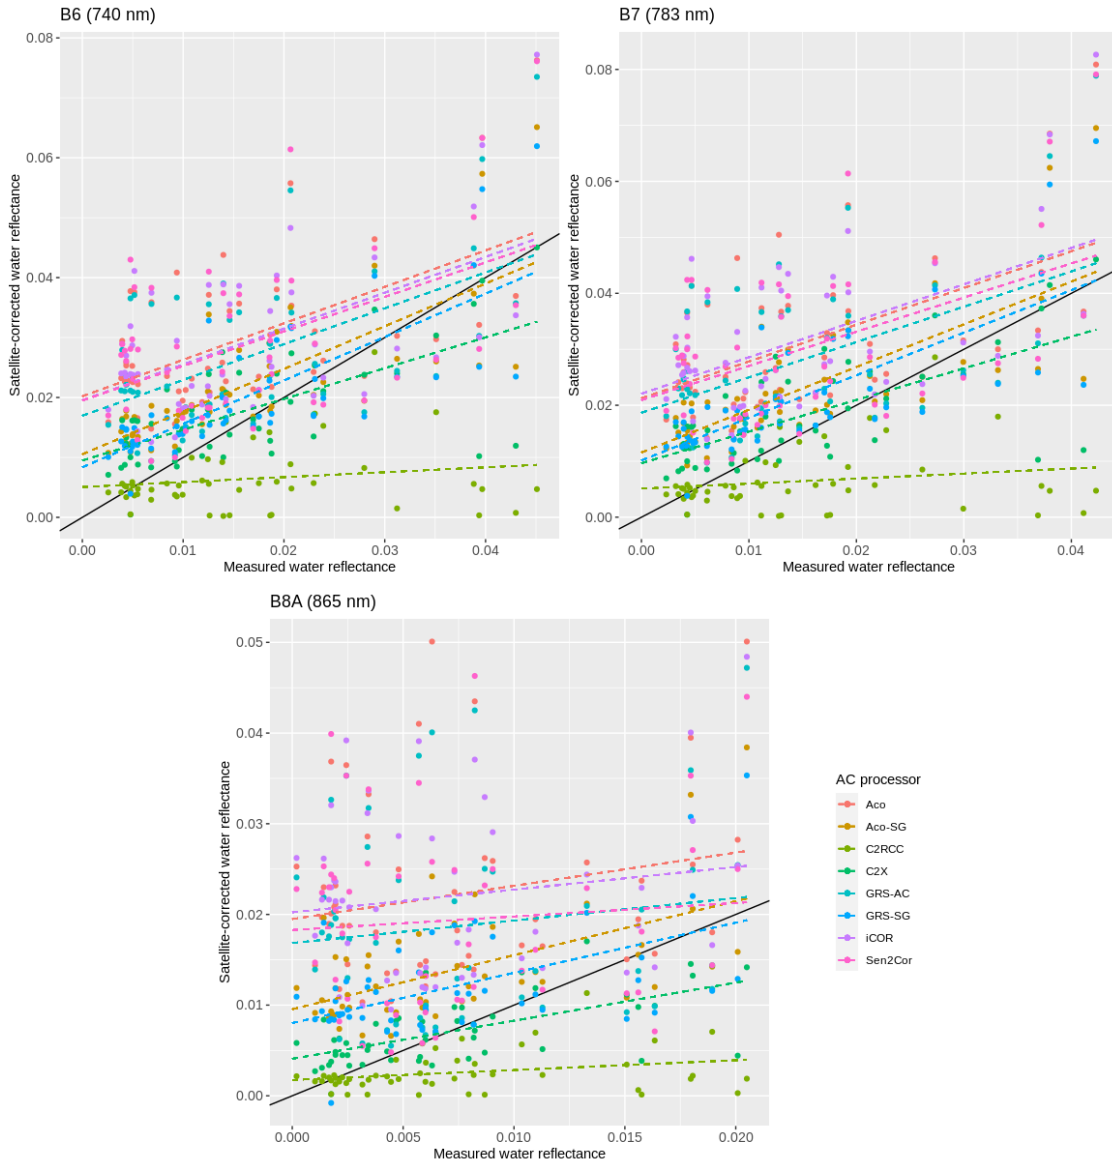 B6 (740 nm)
Satellite-corrected water reflectance
0.08
0.06
0.04
0.02
0.00
0.00 0.01 0.02 0.03 0.04
Measured water reflectance
B7 (783 nm)
Satellite-corrected water reflectance
0.08
0.06
0.04
0.02
0.00
0.00 0.01 0.02 0.03 0.04
Measured water reflectance
B8A (865 nm)
Satellite-corrected water reflectance
0.05
0.04
0.03
0.02
0.01
0.00
0.000 0.005 0.010 0.015 0.020
Measured water reflectance
AC processor
Aco
Aco-SG
C2RCC
C2X
GRS-AC
GRS-SG
iCOR
Sen2Cor